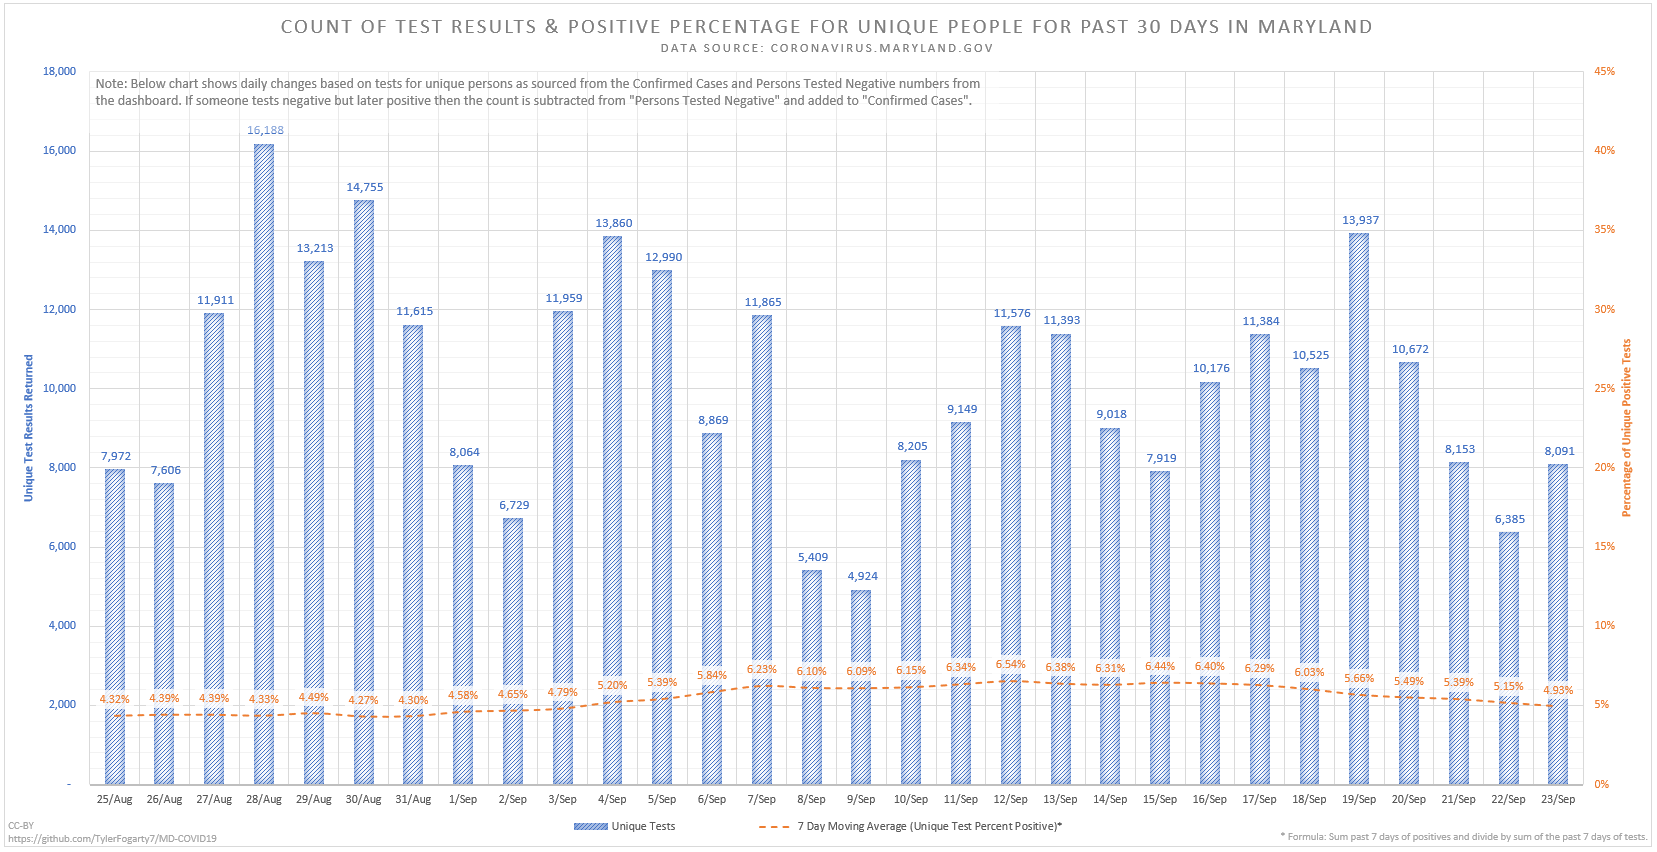 COUNT OF TEST RESULTS & POSITIVE PERCENTAGE FOR UNIQUE PEOPLE FOR PAST 30 DAYS IN MARYLAND
DATA SOURCE: CORONAVIRUS.MARYLAND.GOV
Note: Below chart shows daily changes based on tests for unique persons as sourced from the Confirmed Cases and Persons Tested Negative numbers from
the dashboard. If someone tests negative but later positive then the count is subtracted from "Persons Tested Negative" and added to "Confirmed Cases".
Unique Test Results Returned
18,000
16,000
14,000
12,000
10,000
8,000
6,000
4,000
2,000
-
7,972
7,606
11,911
16,188
13,213
14,755
11,615
8,064
6,729
11,959
13,860
12,990
8,869
11,865
5,409
4,924
8,205
9,149
11,576
11,393
9,018
7,919
10,176
11,384
10,525
13,937
10,672
8,153
6,385
8,091
4.32%
4.39%
4.39%
4.33%
4.49%
4.27%
4.30%
4.58%
4.65%
4.79%
5.20%
5.39%
5.84%
6.23%
6.10%
6.09%
6.15%
6.34%
6.54%
6.38%
6.31%
6.44%
6.40%
6.29%
6.03%
5.66%
5.49%
5.39%
5.15%
4.93%
45%
40%
35%
30%
25%
20%
15%
10%
5%
0%
Percentage of Unique Positive Tests
25/Aug
26/Aug
27/Aug
28/Aug
29/Aug
30/Aug
31/Aug
1/Sep
2/Sep
3/Sep
4/Sep
5/Sep
6/Sep
7/Sep
8/Sep
9/Sep
10/Sep
11/Sep
12/Sep
13/Sep
14/Sep
15/Sep
16/Sep
17/Sep
18/Sep
19/Sep
20/Sep
21/Sep
22/Sep
23/Sep
Unique Tests
7 Day Moving Average (Unique Test Percent Positive)*
CC-BY
https://github.com/TylerFogarty7/MD-COVID19
* Formula: Sum past 7 days of positives and divide by sum of the past 7 days of tests.